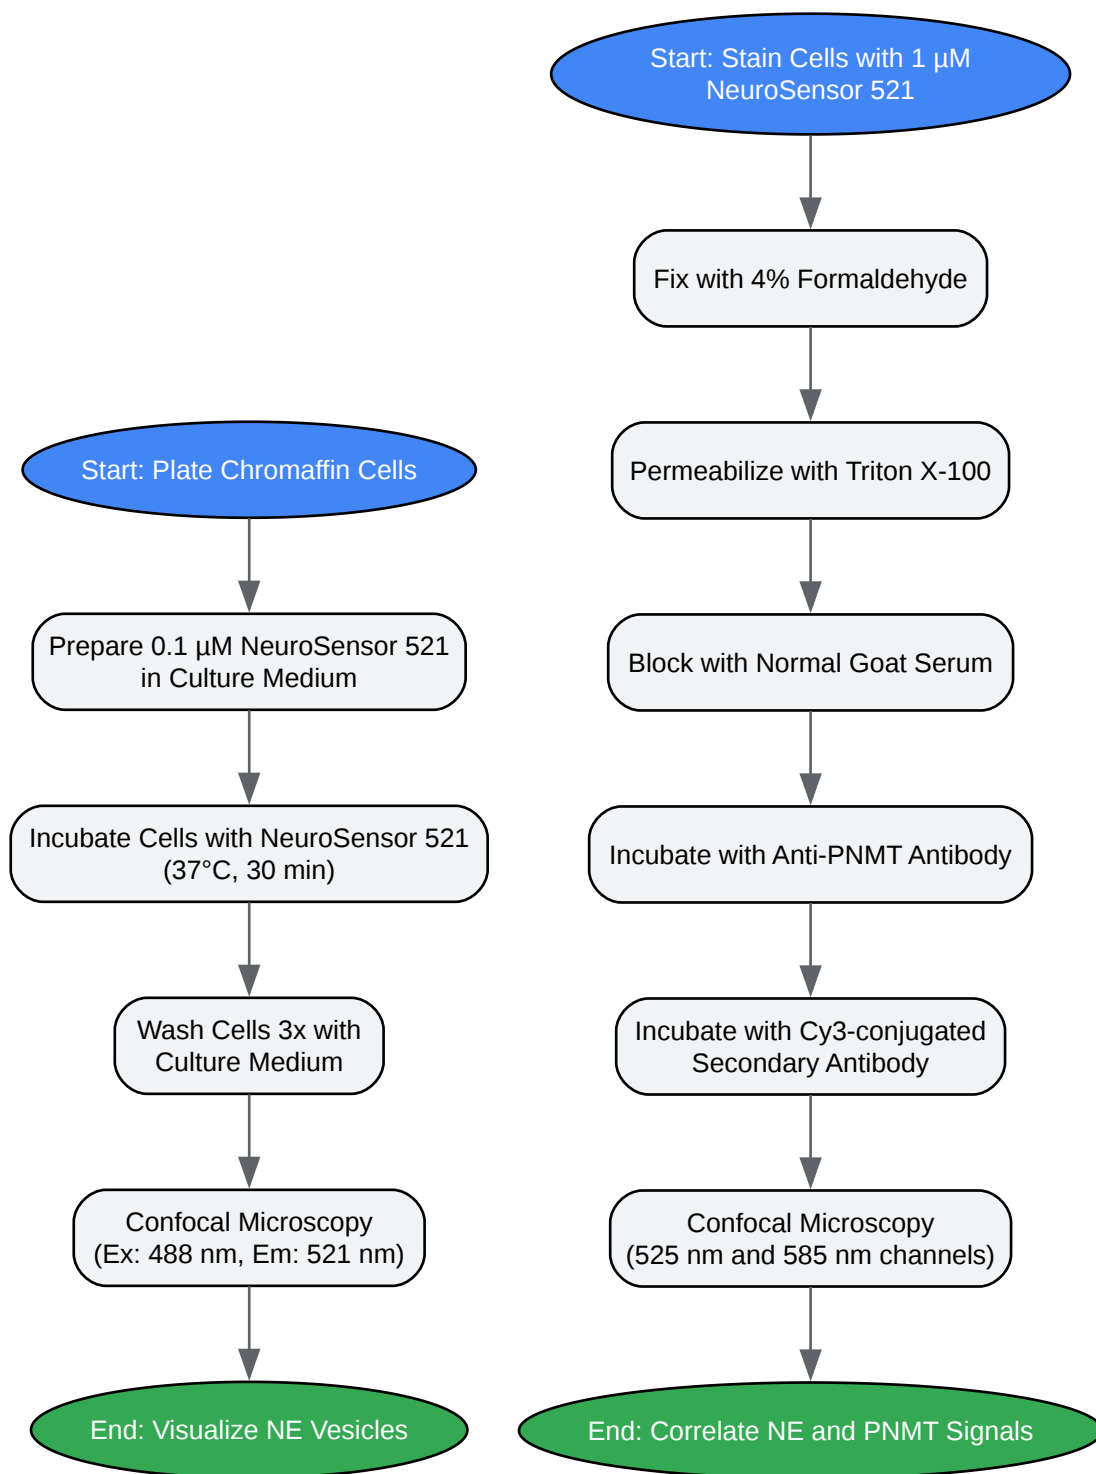 Start: Plate Chromaffin Cells
Prepare 0.1 µM NeuroSensor 521
in Culture Medium
Incubate Cells with NeuroSensor 521
(37°C, 30 min)
Wash Cells 3x with
Culture Medium
Confocal Microscopy
(Ex: 488 nm, Em: 521 nm)
End: Visualize NE Vesicles
Start: Stain Cells with 1 µM
NeuroSensor 521
Fix with 4% Formaldehyde
Permeabilize with Triton X-100
Block with Normal Goat Serum
Incubate with Anti-PNMT Antibody
Incubate with Cy3-conjugated
Secondary Antibody
Confocal Microscopy
(525 nm and 585 nm channels)
End: Correlate NE and PNMT Signals